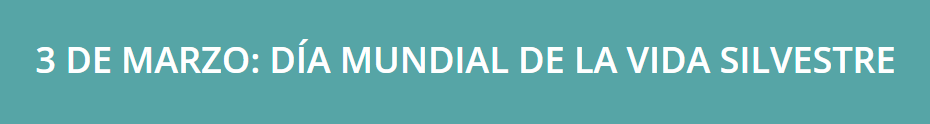 3 DE MARZO: DÍA MUNDIAL DE LA VIDA SILVESTRE